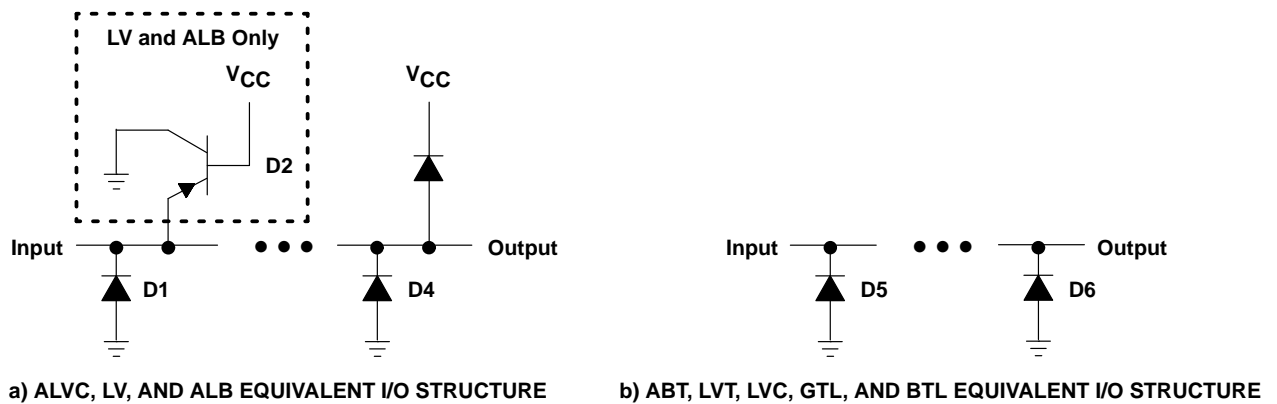 LV and ALB Only
VCC
VCC
D2
Input
Output
D1
D4
Input
Output
D5
D6
a) ALVC, LV, AND ALB EQUIVALENT I/O STRUCTURE
b) ABT, LVT, LVC, GTL, AND BTL EQUIVALENT I/O STRUCTURE